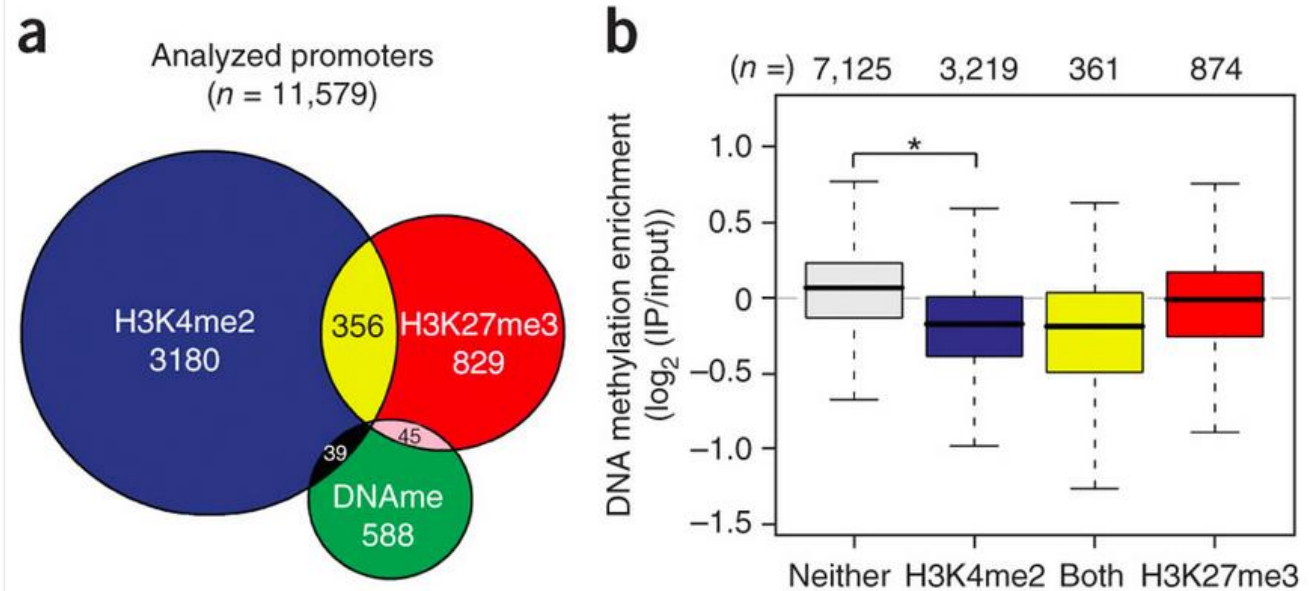 a
Analyzed promoters
(n = 11,579)
H3K4me2
3180
356
H3K27me3
829
45
39
DNAme
588
b
(n =) 7,125 3,219 361 874
DNA methylation enrichment
(log2 (IP/input))
1.0
0.5
0
–0.5
–1.0
–1.5
*
Neither H3K4me2 Both H3K27me3